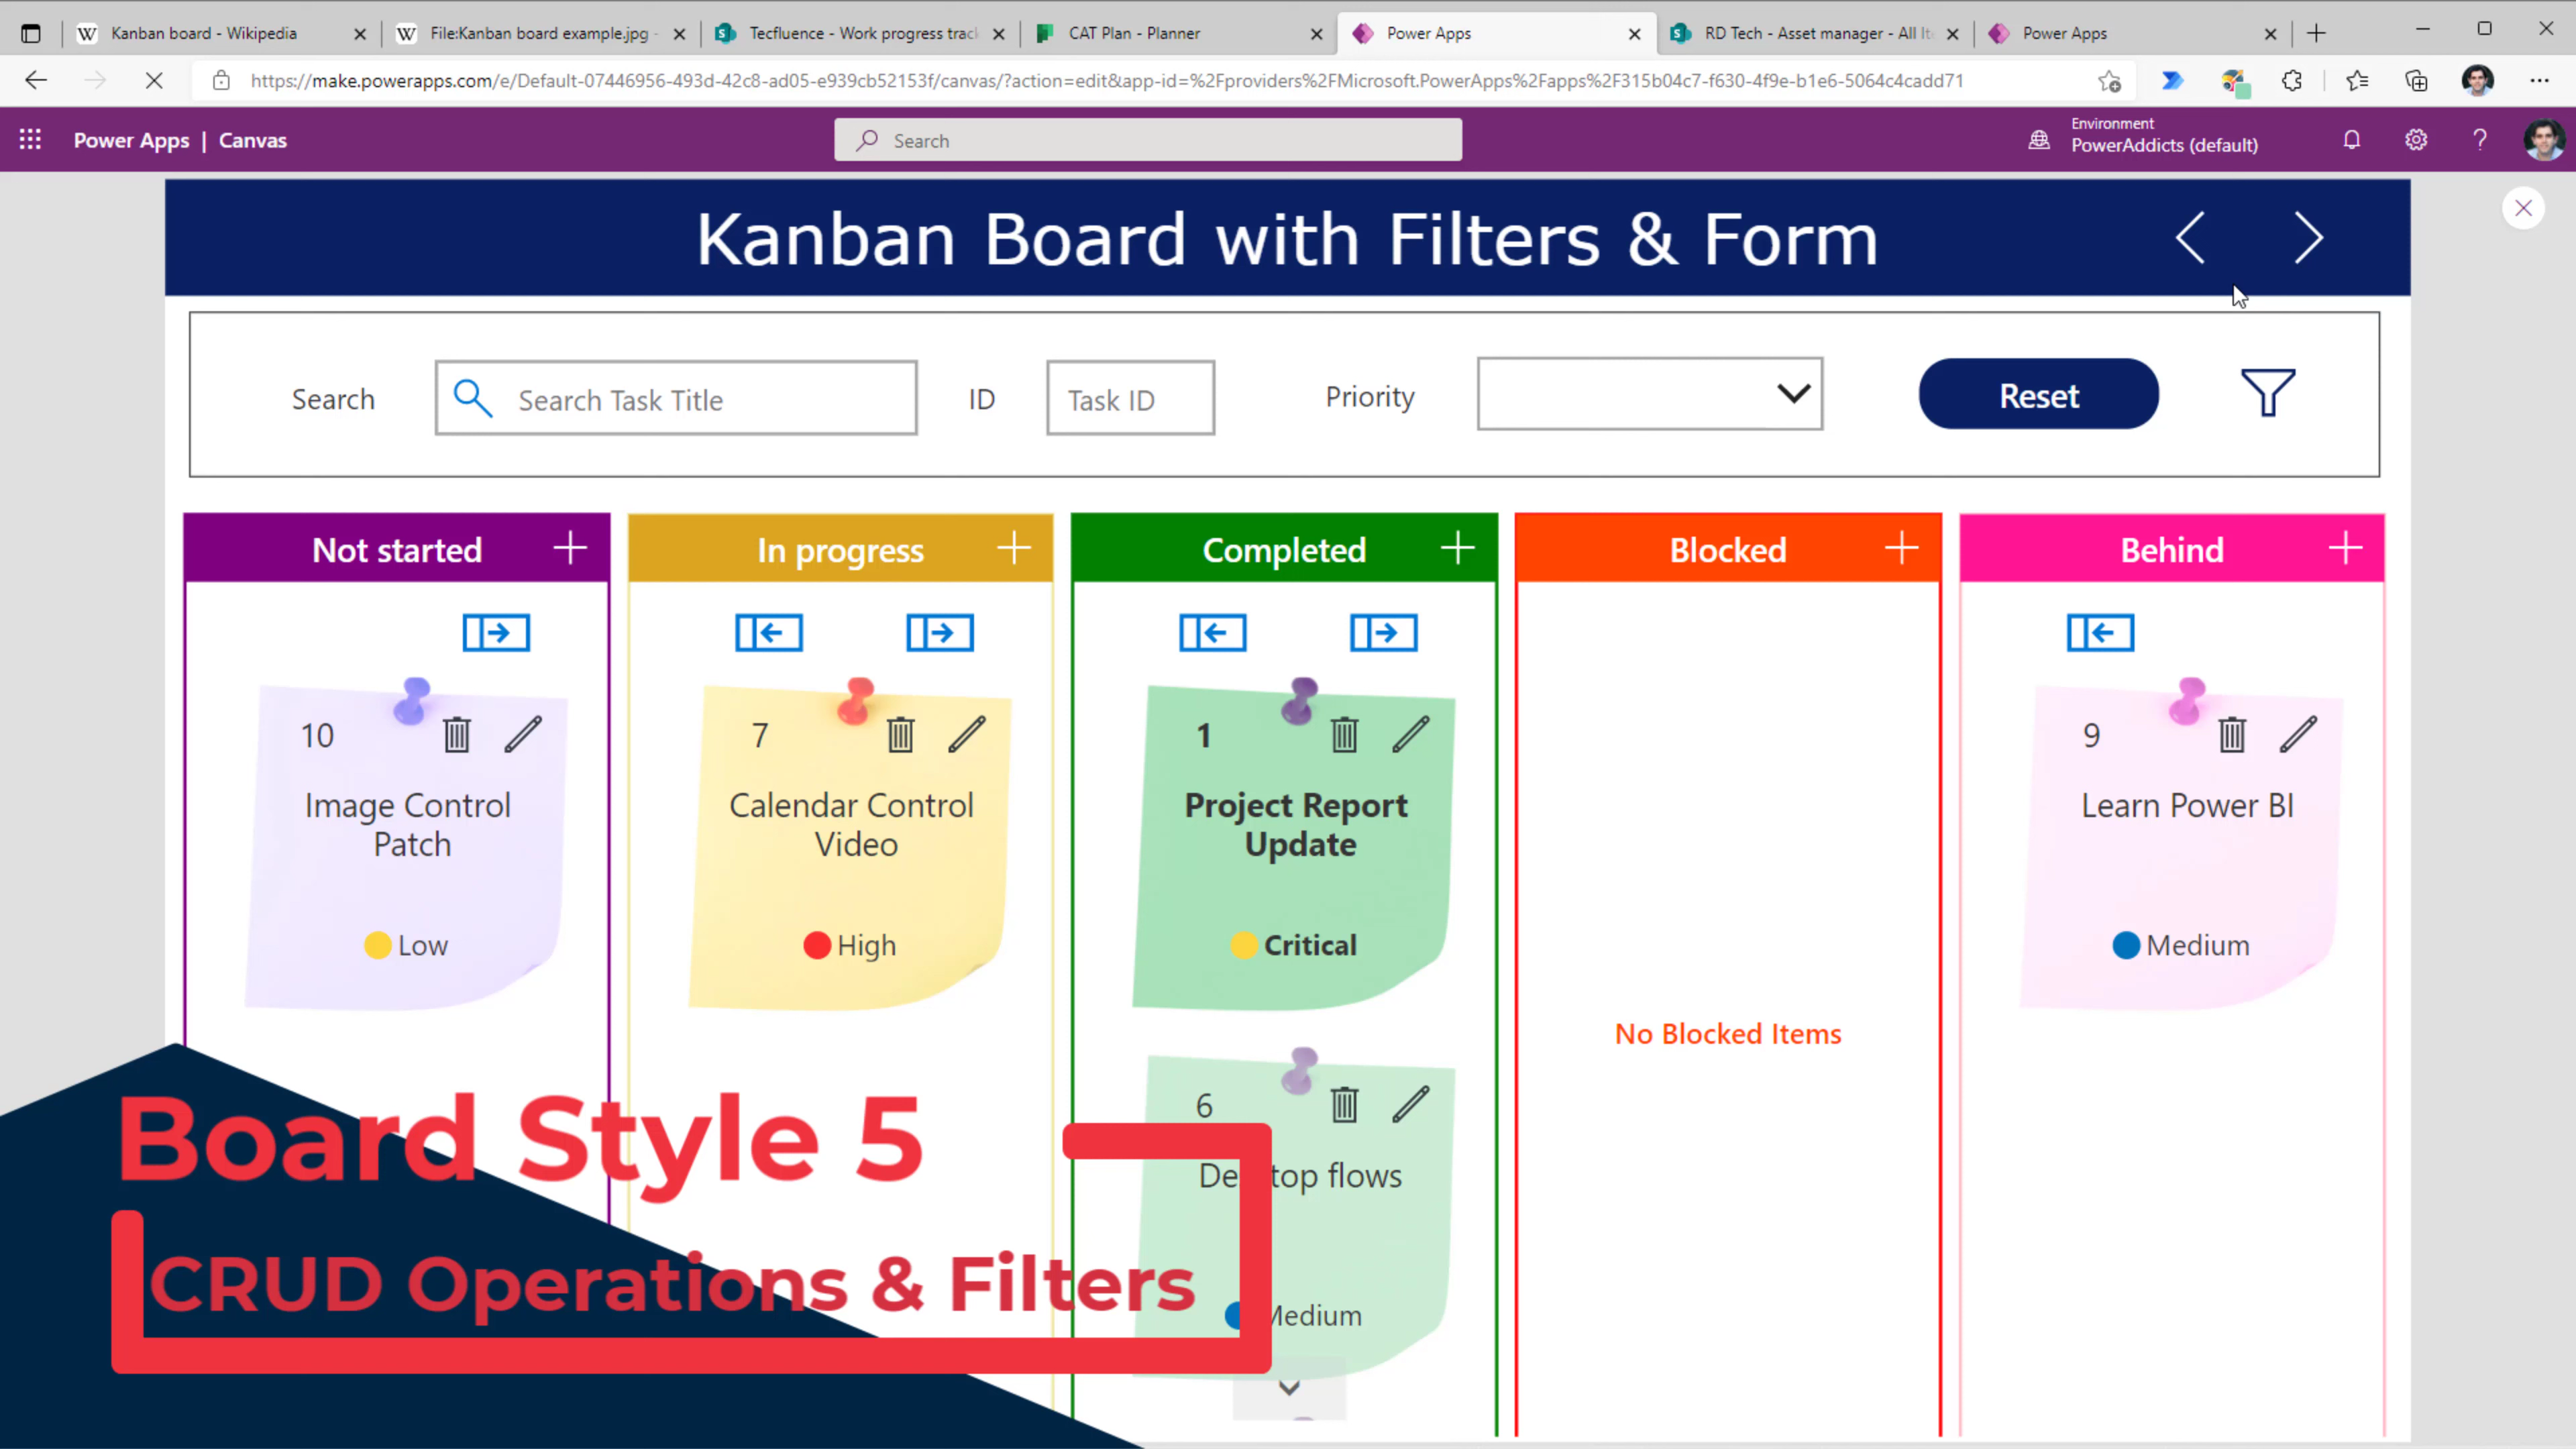 Kanban board - Wikipedia
File:Kanban board example.jpg -
Tecfluence - Work progress track
CAT Plan - Planner
Power Apps
RD Tech - Asset manager - All Ite
Power Apps
https://make.powerapps.com/e/Default-07446956-493d-42c8-ad05-e939cb52153f/canvas/?action=edit&app-id=%2Fproviders%2FMicrosoft.PowerApps%2Fapps%2F315b04c7-f630-4f9e-b1e6-5064c4cadd71
Power Apps | Canvas
Search
Environment
PowerAddicts (default)
Kanban Board with Filters & Form
Search
Search Task Title
ID
Task ID
Priority
Reset
Not started
In progress
Completed
Blocked
Behind
10
Image Control
Patch
Low
7
Calendar Control
Video
High
1
Project Report
Update
Critical
6
top flows
Medium
No Blocked Items
9
Learn Power BI
Medium
Board Style 5
CRUD Operations & Filters